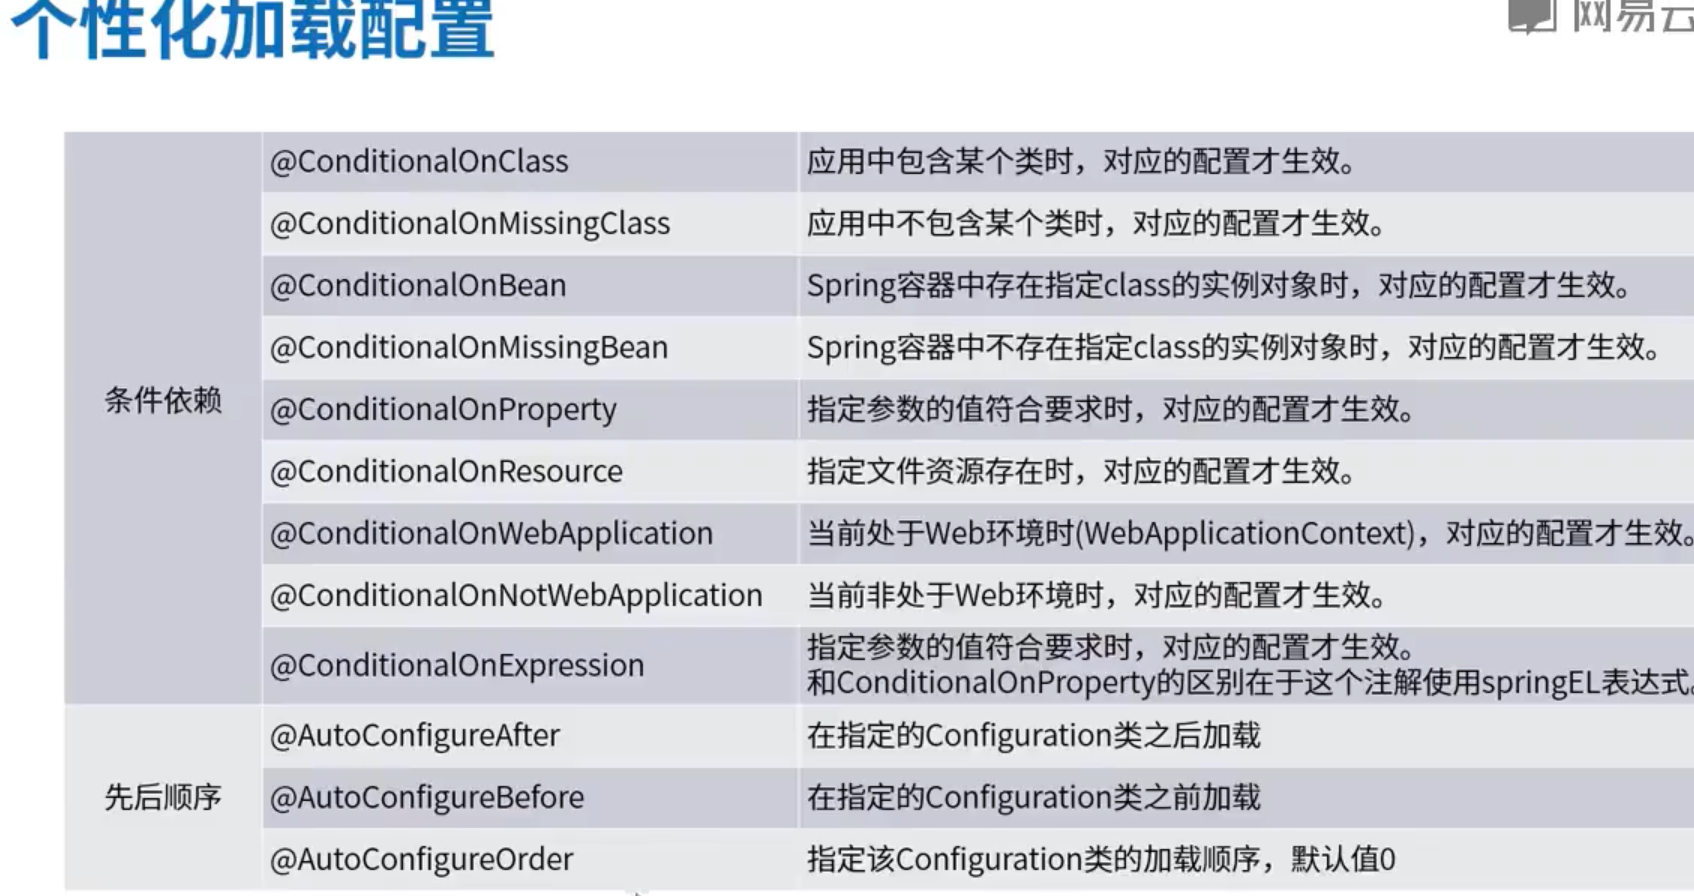 个性化加载配置
网易云
条件依赖
@ConditionalOnClass 应用中包含某个类时，对应的配置才生效。
@ConditionalOnMissingClass 应用中不包含某个类时，对应的配置才生效。
@ConditionalOnBean Spring容器中存在指定class的实例对象时，对应的配置才生效。
@ConditionalOnMissingBean Spring容器中不存在指定class的实例对象时，对应的配置才生效。
@ConditionalOnProperty 指定参数的值符合要求时，对应的配置才生效。
@ConditionalOnResource 指定文件资源存在时，对应的配置才生效。
@ConditionalOnWebApplication 当前处于Web环境时(WebApplicationContext)，对应的配置才生效。
@ConditionalOnNotWebApplication 当前非处于Web环境时，对应的配置才生效。
@ConditionalOnExpression 指定参数的值符合要求时，对应的配置才生效。
和ConditionalOnProperty的区别在于这个注解使用springEL表达式。
先后顺序
@AutoConfigureAfter 在指定的Configuration类之后加载
@AutoConfigureBefore 在指定的Configuration类之前加载
@AutoConfigureOrder 指定该Configuration类的加载顺序，默认值0